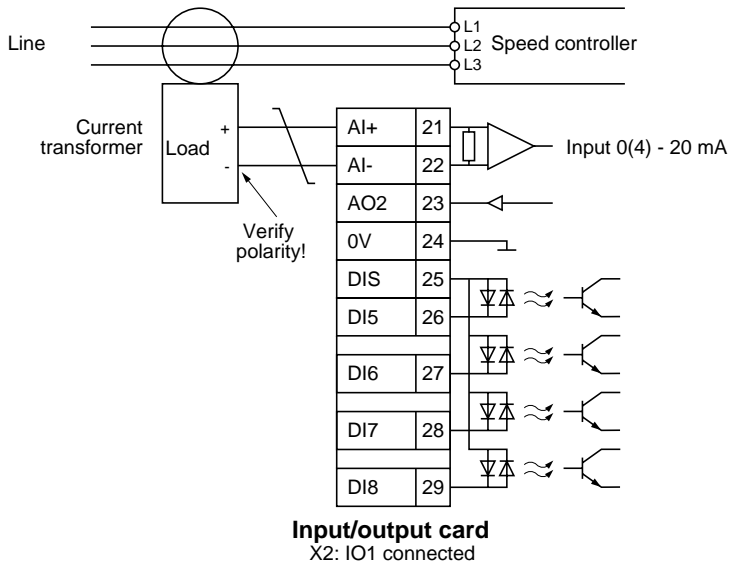 Line
L1
L2 Speed controller
L3
Current
transformer
Load
+
-
Verify
polarity!
AI+ 21
AI- 22
AO2 23
0V 24
DIS 25
DI5 26
DI6 27
DI7 28
DI8 29
Input 0(4) - 20 mA
Input/output card
X2: IO1 connected